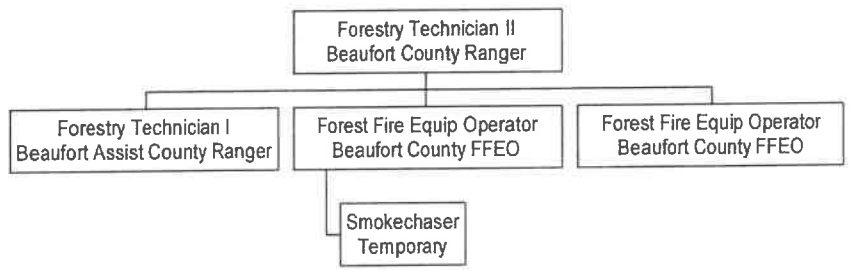 Forestry Technician II
Beaufort County Ranger
Forestry Technician I
Beaufort Assist County Ranger
Forest Fire Equip Operator
Beaufort County FFEO
Forest Fire Equip Operator
Beaufort County FFEO
Smokechaser
Temporary